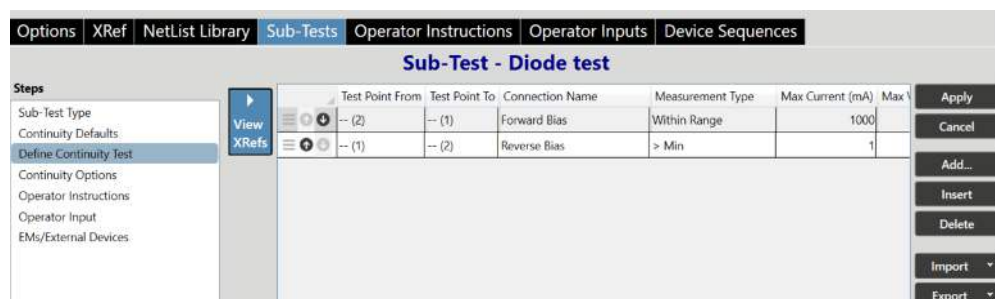 Options XRef NetList Library Sub-Tests Operator Instructions Operator Inputs Device Sequences
Sub-Test - Diode test
Steps
Sub-Test Type
Continuity Defaults
Define Continuity Test
Continuity Options
Operator Instructions
Operator Input
EMs/External Devices
View
XRefs
Test Point From Test Point To Connection Name Measurement Type Max Current (mA) Max
-- (2) -- (1) Forward Bias Within Range 1000
-- (1) -- (2) Reverse Bias > Min 1
Apply
Cancel
Add...
Insert
Delete
Import
Export